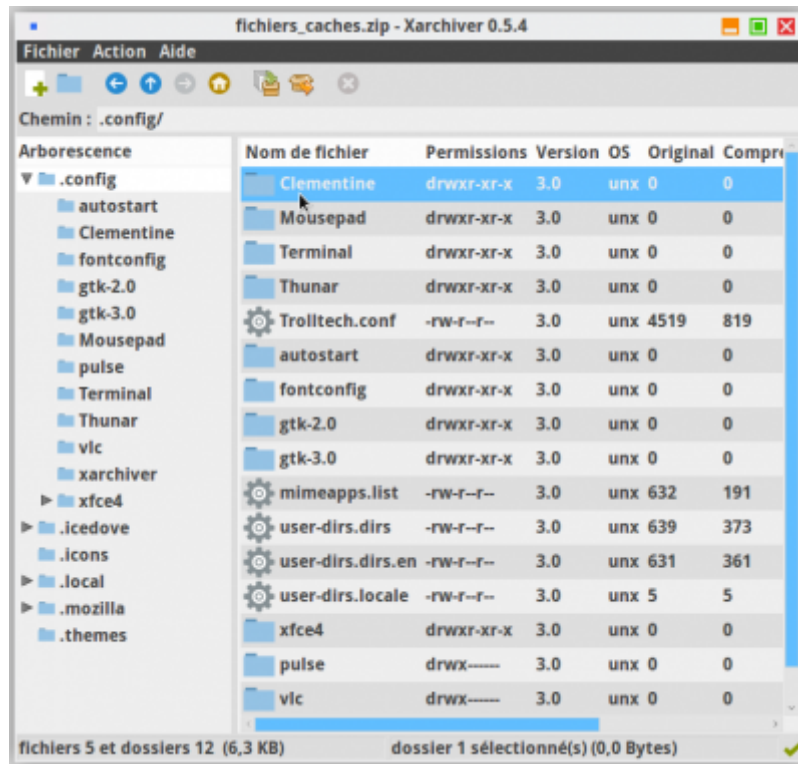 fichiers_caches.zip - Xarchiver 0.5.4
Fichier Action Aide
Chemin : .config/
Arborescence
.config
autostart
Clementine
fontconfig
gtk-2.0
gtk-3.0
Mousepad
pulse
Terminal
Thunar
vlc
xarchiver
xfce4
.icedove
.icons
.local
.mozilla
.themes
Nom de fichier Permissions Version OS Original Compre
Clementine drwxr-xr-x 3.0 unx 0 0
Mousepad drwxr-xr-x 3.0 unx 0 0
Terminal drwxr-xr-x 3.0 unx 0 0
Thunar drwxr-xr-x 3.0 unx 0 0
Trolltech.conf -rw-r--r-- 3.0 unx 4519 819
autostart drwxr-xr-x 3.0 unx 0 0
fontconfig drwxr-xr-x 3.0 unx 0 0
gtk-2.0 drwxr-xr-x 3.0 unx 0 0
gtk-3.0 drwxr-xr-x 3.0 unx 0 0
mimeapps.list -rw-r--r-- 3.0 unx 632 191
user-dirs.dirs -rw-r--r-- 3.0 unx 639 373
user-dirs.dirs.en -rw-r--r-- 3.0 unx 631 361
user-dirs.locale -rw-r--r-- 3.0 unx 5 5
xfce4 drwxr-xr-x 3.0 unx 0 0
pulse drwx------ 3.0 unx 0 0
vlc drwx------ 3.0 unx 0 0
fichiers 5 et dossiers 12 (6,3 KB) dossier 1 sélectionné(s) (0,0 Bytes)